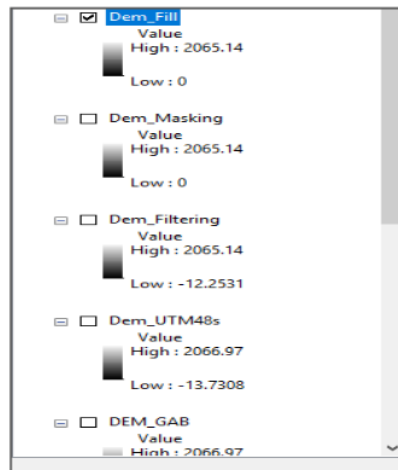 Dem_Fill
Value
High : 2065.14
Low : 0
Dem_Masking
Value
High : 2065.14
Low : 0
Dem_Filtering
Value
High : 2065.14
Low : -12.2531
Dem_UTM48s
Value
High : 2066.97
Low : -13.7308
DEM_GAB
Value
High : 2066.97